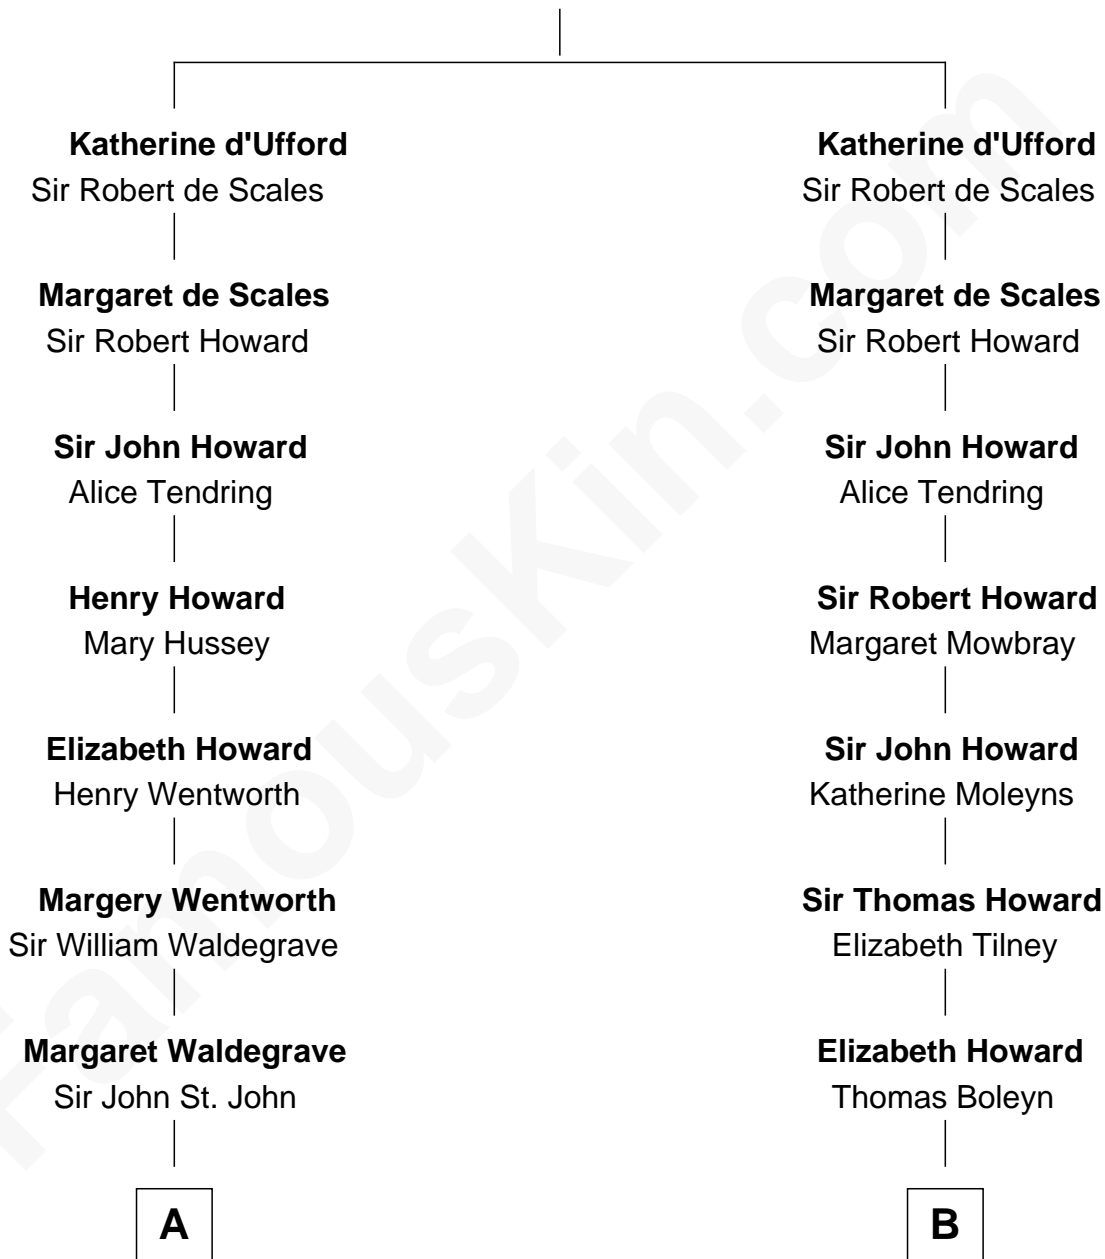 Katherine d'Ufford
Sir Robert de Scales
Margaret de Scales
Sir Robert Howard
Sir John Howard
Alice Tendring
Henry Howard
Mary Hussey
Elizabeth Howard
Henry Wentworth
Margery Wentworth
Sir William Waldegrave
Margaret Waldegrave
Sir John St. John
A
Katherine d'Ufford
Sir Robert de Scales
Margaret de Scales
Sir Robert Howard
Sir John Howard
Alice Tendring
Sir Robert Howard
Margaret Mowbray
Sir John Howard
Katherine Moleyns
Sir Thomas Howard
Elizabeth Tilney
Elizabeth Howard
Thomas Boleyn
B
FamousKin.com